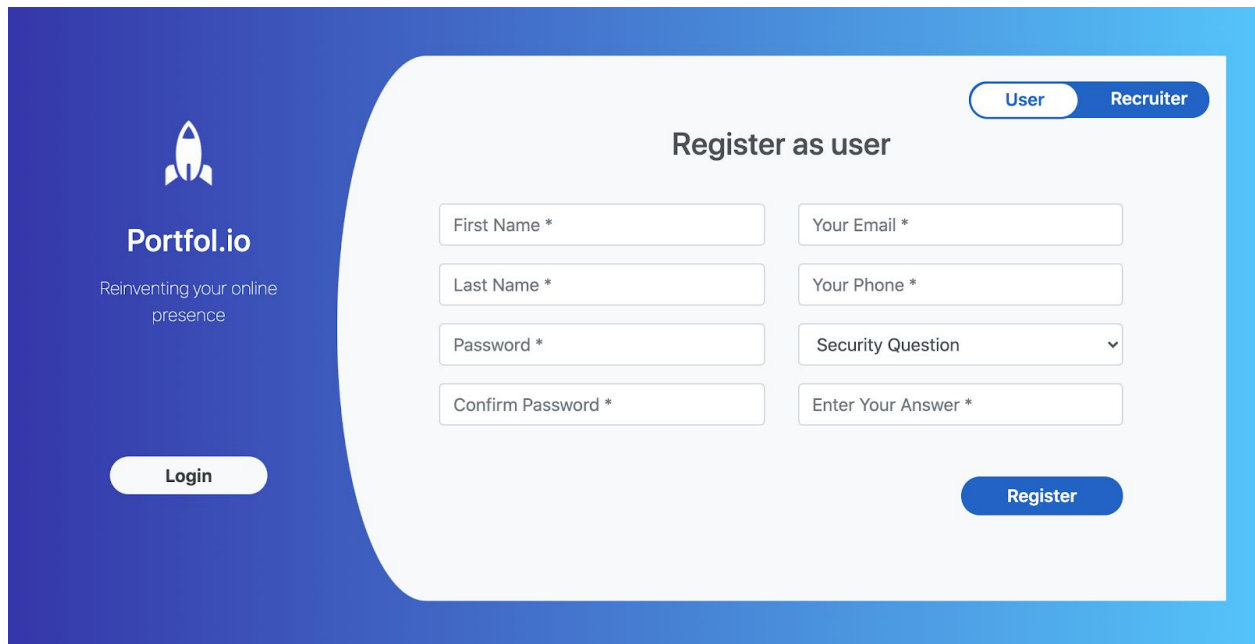 Portfol.io
Reinventing your online
presence
Login
User
Recruiter
Register as user
First Name *
Your Email *
Last Name *
Your Phone *
Password *
Security Question
Confirm Password *
Enter Your Answer *
Register